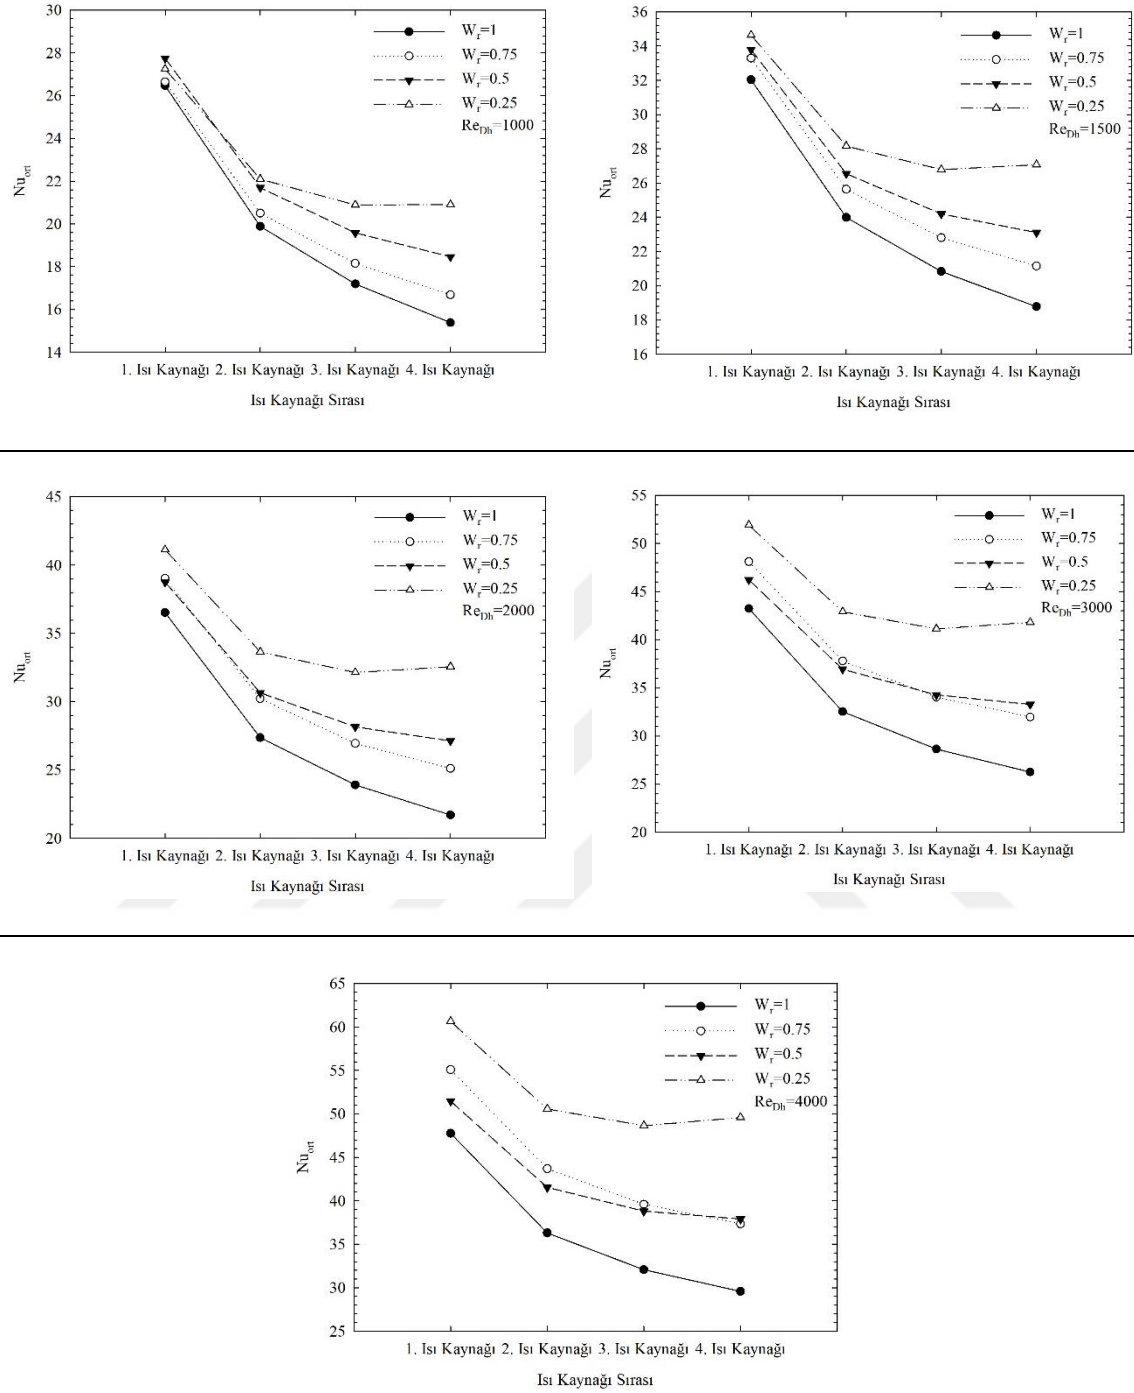 30
28
26
24
22
20
18
16
14
Nu_ort
W_r=1
W_r=0.75
W_r=0.5
W_r=0.25
Re_Dh=1000
1. Isı Kaynağı 2. Isı Kaynağı 3. Isı Kaynağı 4. Isı Kaynağı
Isı Kaynağı Sırası
36
34
32
30
28
26
24
22
20
18
16
Nu_ort
W_r=1
W_r=0.75
W_r=0.5
W_r=0.25
Re_Dh=1500
1. Isı Kaynağı 2. Isı Kaynağı 3. Isı Kaynağı 4. Isı Kaynağı
Isı Kaynağı Sırası
45
40
35
30
25
20
Nu_ort
W_r=1
W_r=0.75
W_r=0.5
W_r=0.25
Re_Dh=2000
1. Isı Kaynağı 2. Isı Kaynağı 3. Isı Kaynağı 4. Isı Kaynağı
Isı Kaynağı Sırası
55
50
45
40
35
30
25
20
Nu_ort
W_r=1
W_r=0.75
W_r=0.5
W_r=0.25
Re_Dh=3000
1. Isı Kaynağı 2. Isı Kaynağı 3. Isı Kaynağı 4. Isı Kaynağı
Isı Kaynağı Sırası
65
60
55
50
45
40
35
30
25
Nu_ort
W_r=1
W_r=0.75
W_r=0.5
W_r=0.25
Re_Dh=4000
1. Isı Kaynağı 2. Isı Kaynağı 3. Isı Kaynağı 4. Isı Kaynağı
Isı Kaynağı Sırası